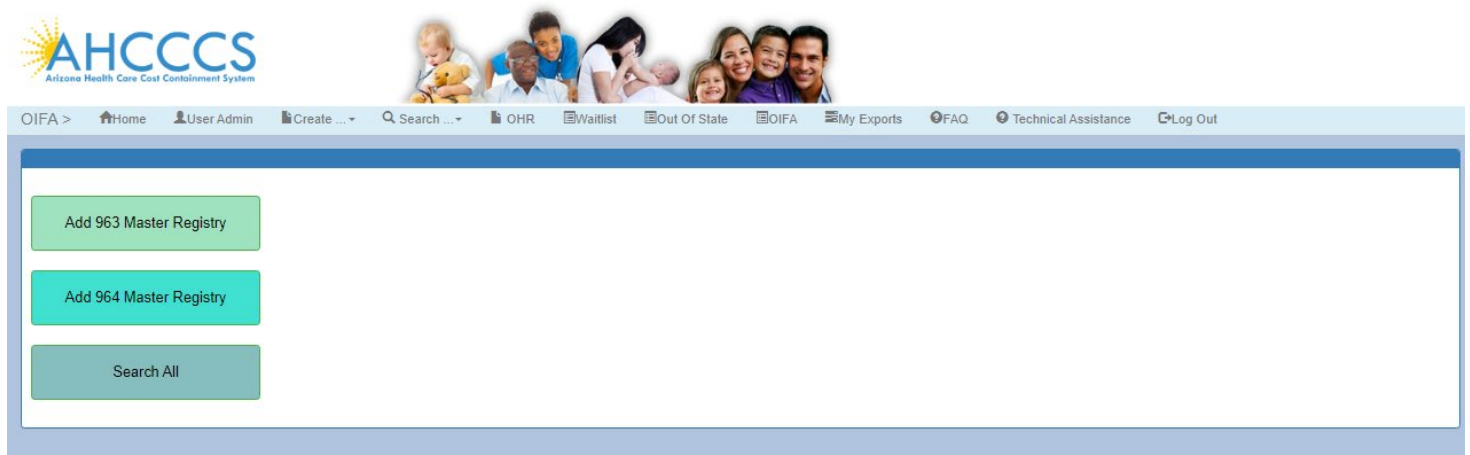 AHCCCS
Arizona Health Care Cost Containment System
OIFA > Home User Admin Create ... Search ... OHR Waitlist Out Of State OIFA My Exports FAQ Technical Assistance Log Out
Add 963 Master Registry
Add 964 Master Registry
Search All